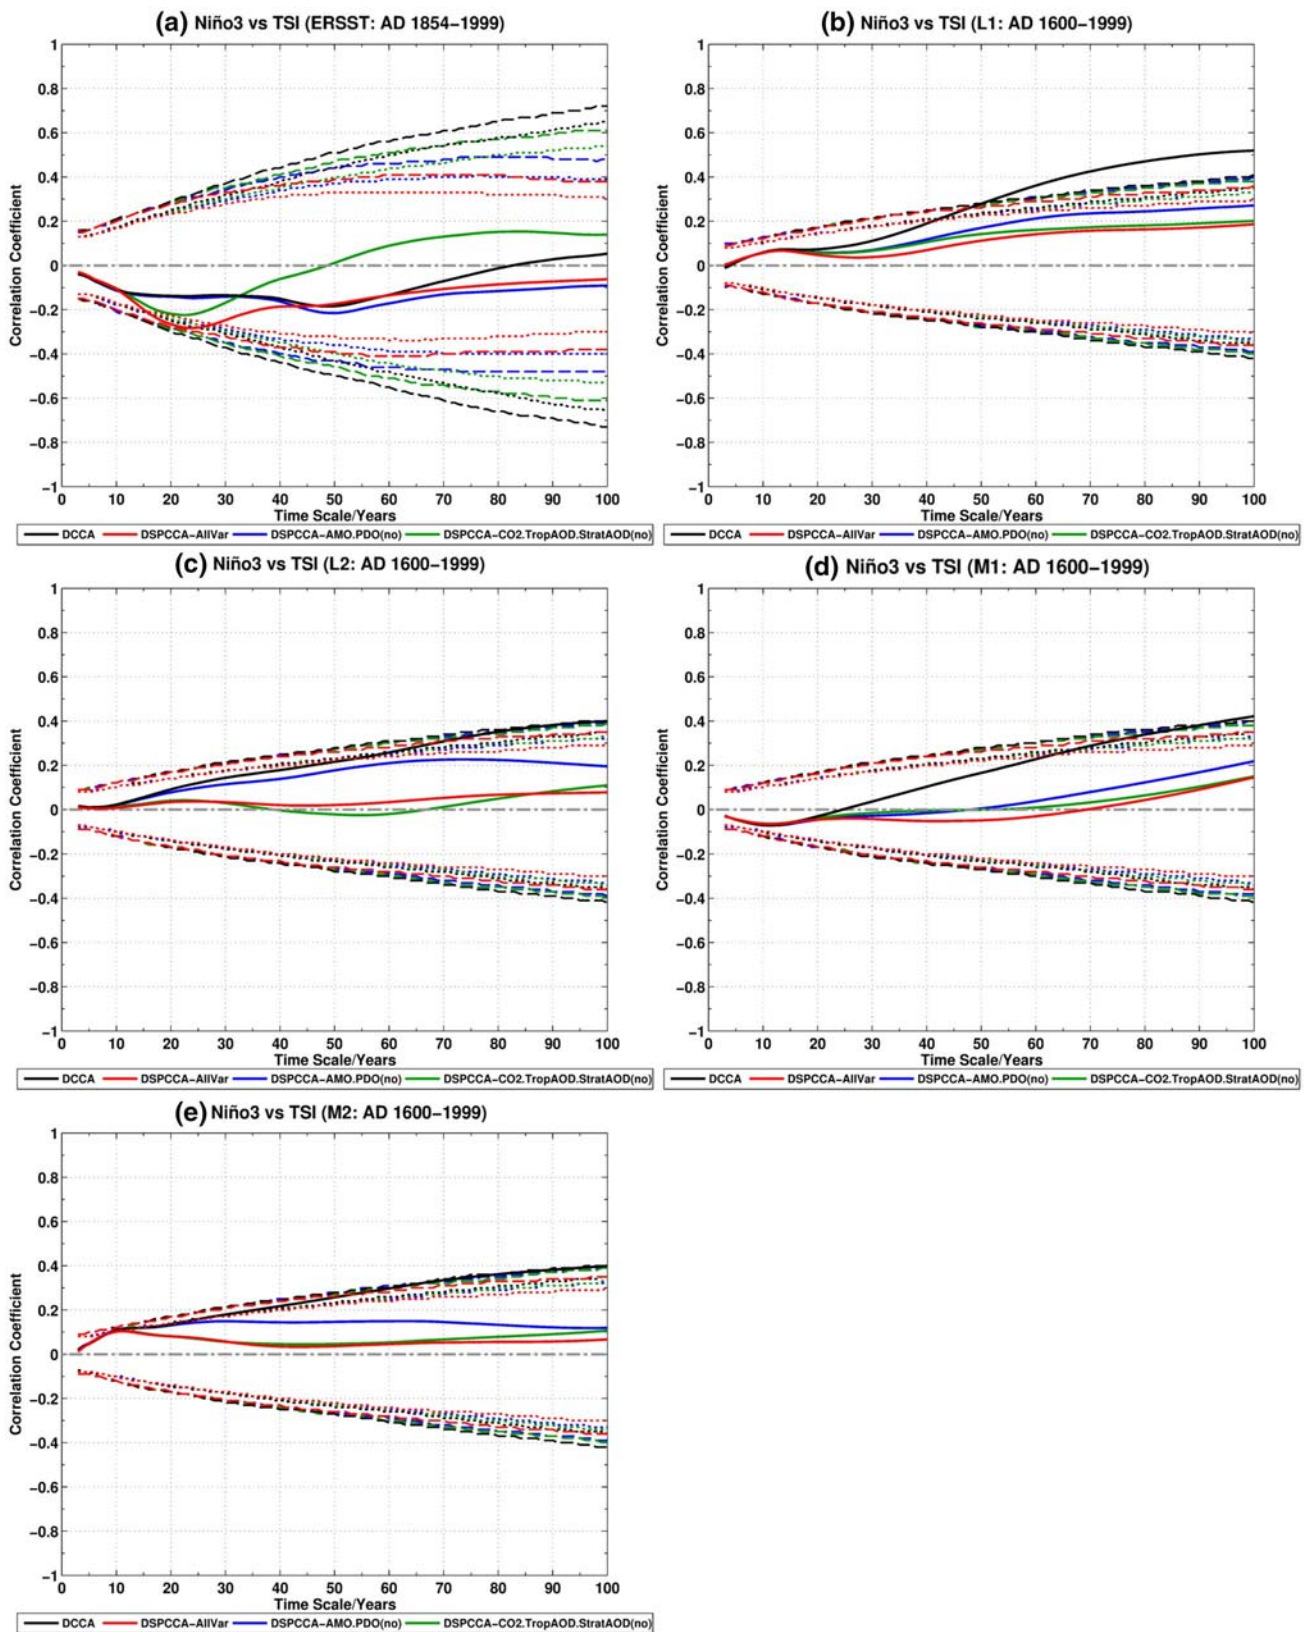 (a) Niño3 vs TSI (ERSST: AD 1854–1999)
Correlation Coefficient
1
0.8
0.6
0.4
0.2
0
−0.2
−0.4
−0.6
−0.8
−1
0 10 20 30 40 50 60 70 80 90 100
Time Scale/Years
DCCA DSPCCA-AllVar DSPCCA-AMO.PDO(no) DSPCCA-CO2.TropAOD.StratAOD(no)
(b) Niño3 vs TSI (L1: AD 1600–1999)
Correlation Coefficient
1
0.8
0.6
0.4
0.2
0
−0.2
−0.4
−0.6
−0.8
−1
0 10 20 30 40 50 60 70 80 90 100
Time Scale/Years
DCCA DSPCCA-AllVar DSPCCA-AMO.PDO(no) DSPCCA-CO2.TropAOD.StratAOD(no)
(c) Niño3 vs TSI (L2: AD 1600–1999)
Correlation Coefficient
1
0.8
0.6
0.4
0.2
0
−0.2
−0.4
−0.6
−0.8
−1
0 10 20 30 40 50 60 70 80 90 100
Time Scale/Years
DCCA DSPCCA-AllVar DSPCCA-AMO.PDO(no) DSPCCA-CO2.TropAOD.StratAOD(no)
(d) Niño3 vs TSI (M1: AD 1600–1999)
Correlation Coefficient
1
0.8
0.6
0.4
0.2
0
−0.2
−0.4
−0.6
−0.8
−1
0 10 20 30 40 50 60 70 80 90 100
Time Scale/Years
DCCA DSPCCA-AllVar DSPCCA-AMO.PDO(no) DSPCCA-CO2.TropAOD.StratAOD(no)
(e) Niño3 vs TSI (M2: AD 1600–1999)
Correlation Coefficient
1
0.8
0.6
0.4
0.2
0
−0.2
−0.4
−0.6
−0.8
−1
0 10 20 30 40 50 60 70 80 90 100
Time Scale/Years
DCCA DSPCCA-AllVar DSPCCA-AMO.PDO(no) DSPCCA-CO2.TropAOD.StratAOD(no)